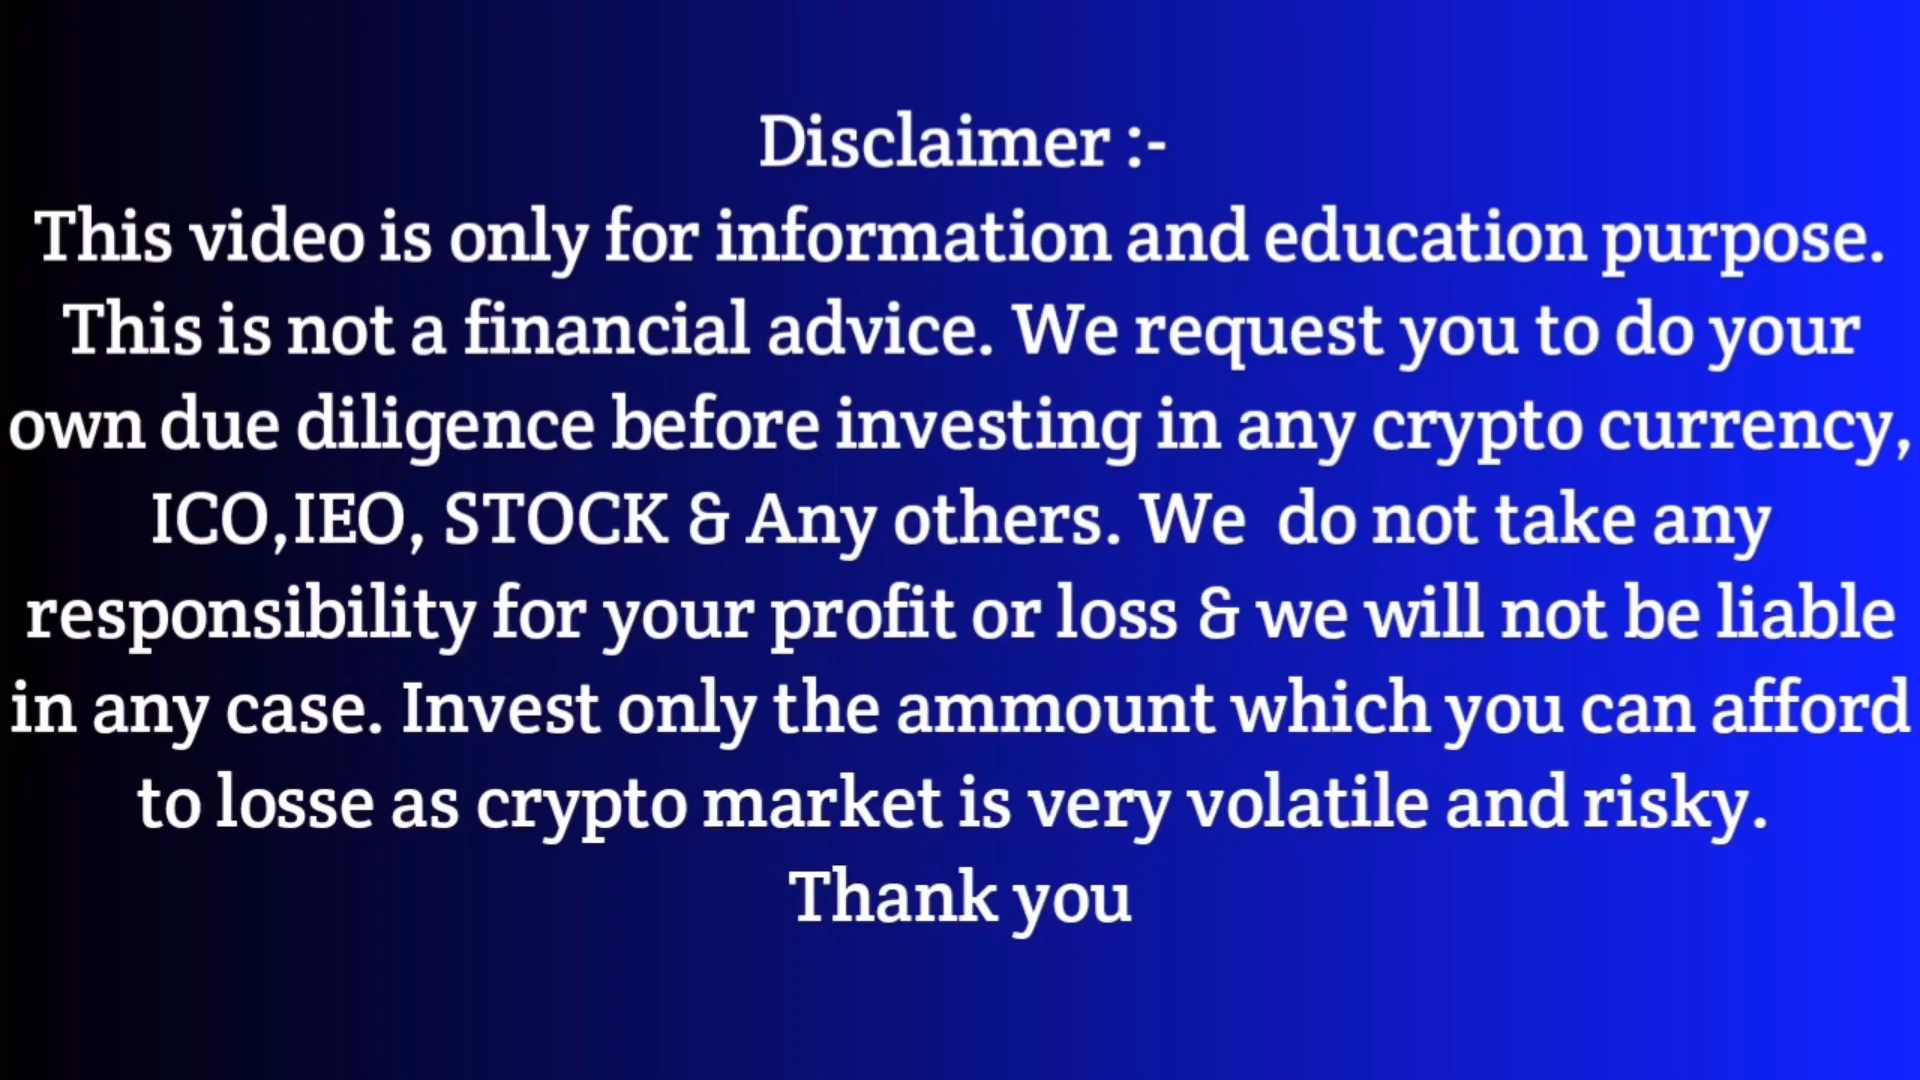 Disclaimer :-
This video is only for information and education purpose.
This is not a financial advice. We request you to do your
own due diligence before investing in any crypto currency,
ICO,IEO, STOCK & Any others. We  do not take any
responsibility for your profit or loss & we will not be liable
in any case. Invest only the ammount which you can afford
to losse as crypto market is very volatile and risky.
Thank you